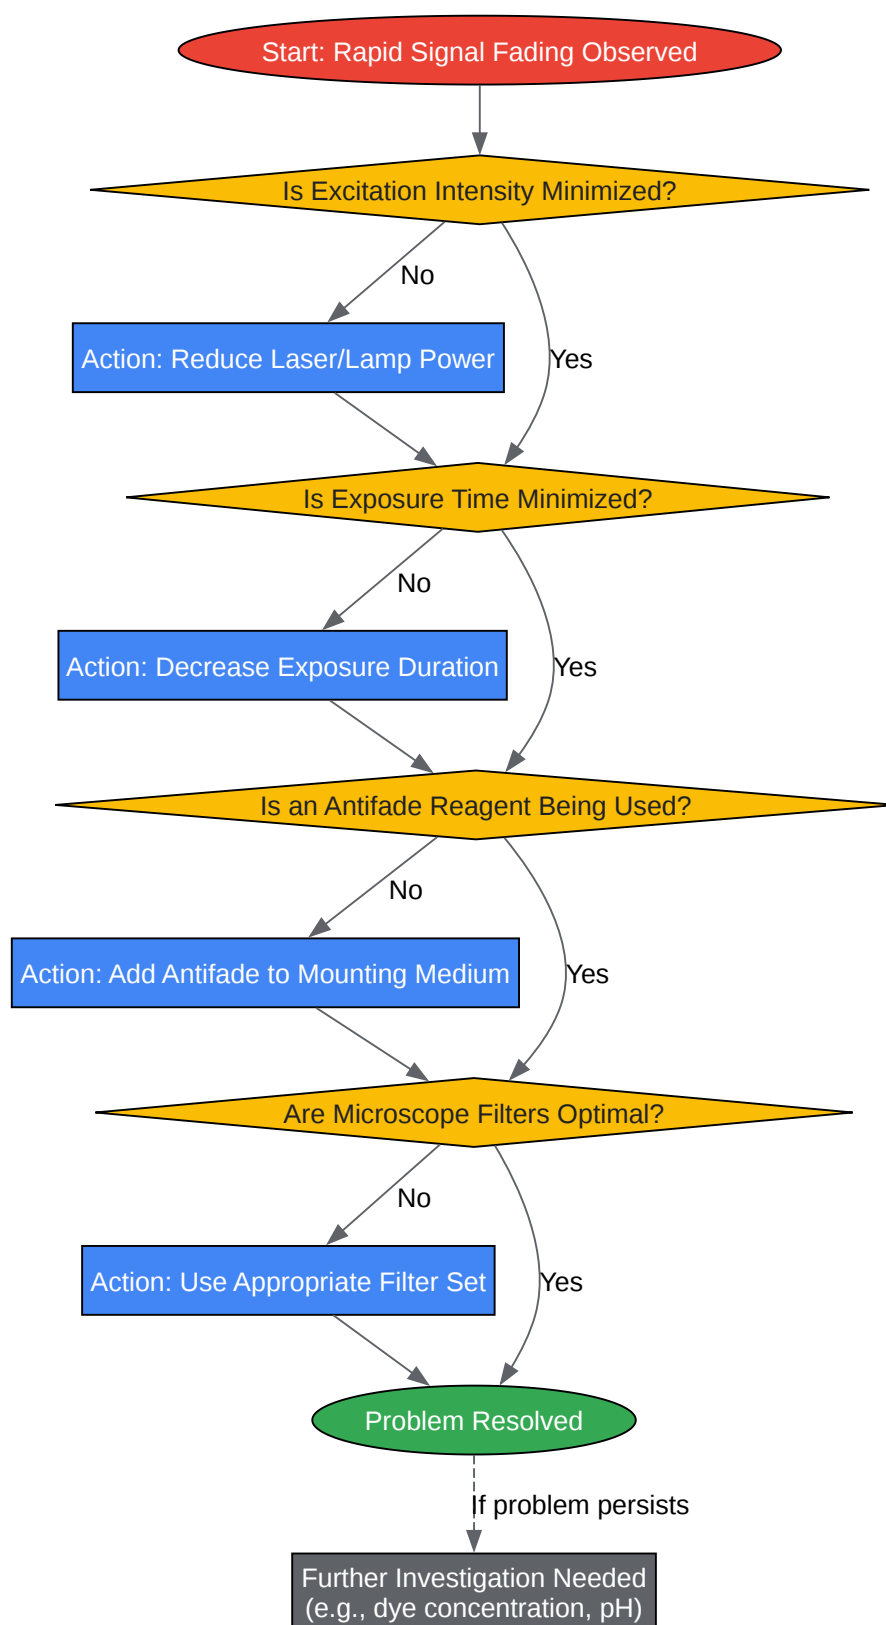 Start: Rapid Signal Fading Observed
Is Excitation Intensity Minimized?
No
Action: Reduce Laser/Lamp Power
Yes
Is Exposure Time Minimized?
No
Action: Decrease Exposure Duration
Yes
Is an Antifade Reagent Being Used?
No
Action: Add Antifade to Mounting Medium
Yes
Are Microscope Filters Optimal?
No
Action: Use Appropriate Filter Set
Yes
Problem Resolved
If problem persists
Further Investigation Needed
(e.g., dye concentration, pH)